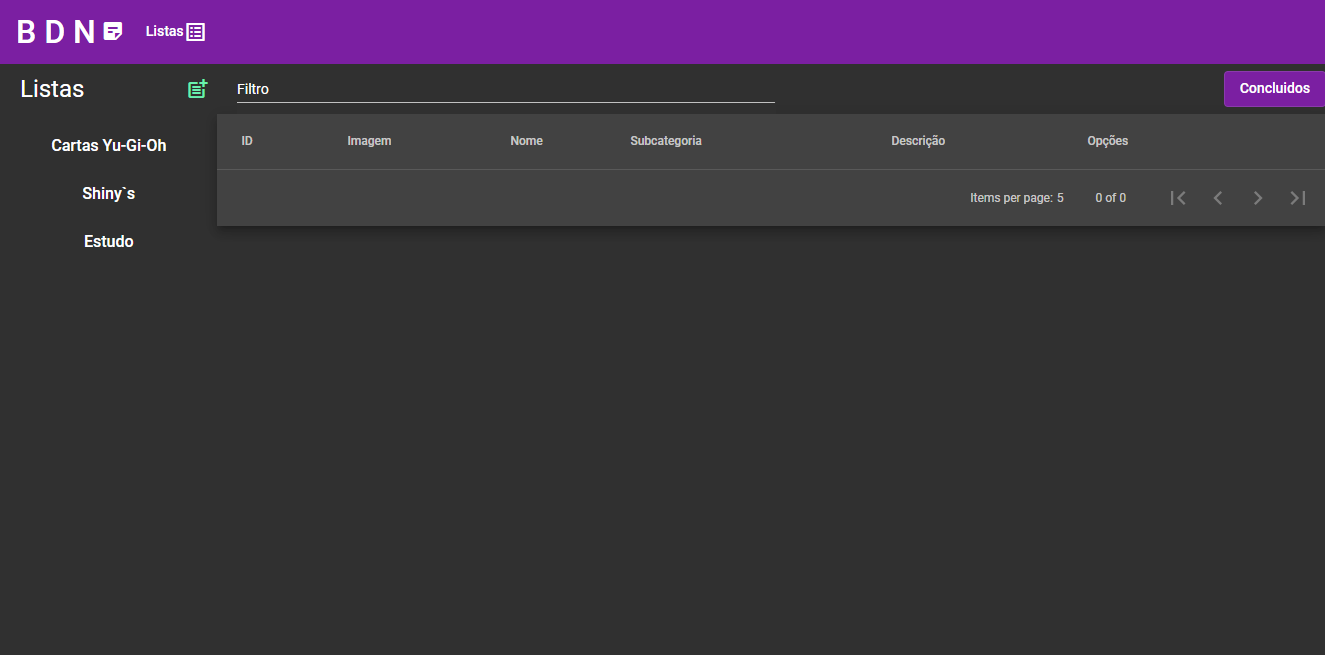 B D N Listas
Listas
Filtro
Concluidos
Cartas Yu-Gi-Oh
Shiny`s
Estudo
ID Imagem Nome Subcategoria Descrição Opções
Items per page: 5 0 of 0